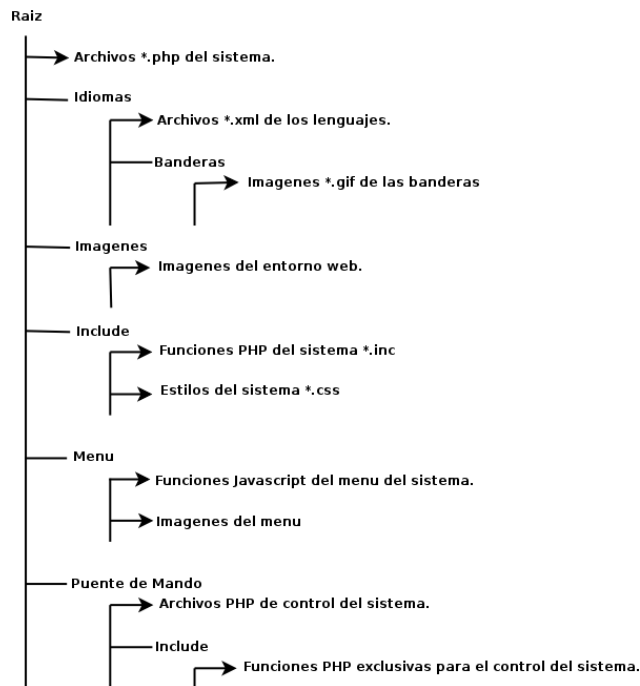 Raiz
Archivos *.php del sistema.
Idiomas
Archivos *.xml de los lenguajes.
Banderas
Imagenes *.gif de las banderas
Imagenes
Imagenes del entorno web.
Include
Funciones PHP del sistema *.inc
Estilos del sistema *.css
Menu
Funciones Javascript del menu del sistema.
Imagenes del menu
Puente de Mando
Archivos PHP de control del sistema.
Include
Funciones PHP exclusivas para el control del sistema.